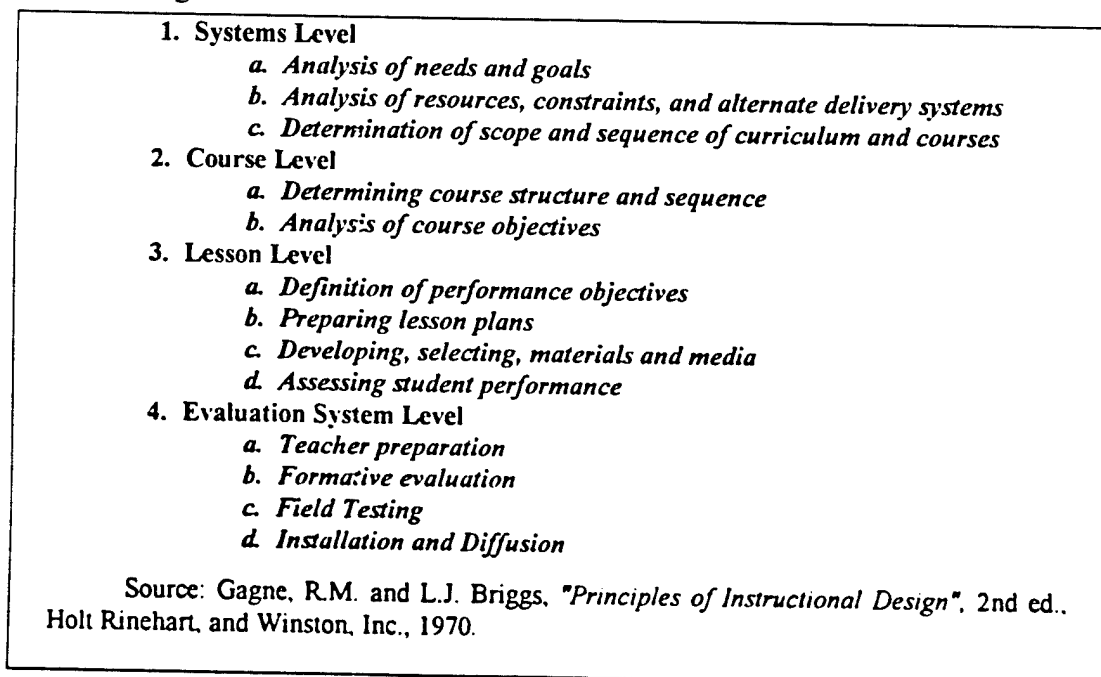 1. Systems Level
a. Analysis of needs and goals
b. Analysis of resources, constraints, and alternate delivery systems
c. Determination of scope and sequence of curriculum and courses
2. Course Level
a. Determining course structure and sequence
b. Analysis of course objectives
3. Lesson Level
a. Definition of performance objectives
b. Preparing lesson plans
c. Developing, selecting, materials and media
d. Assessing student performance
4. Evaluation System Level
a. Teacher preparation
b. Formative evaluation
c. Field Testing
d. Installation and Diffusion
Source: Gagne, R.M. and L.J. Briggs, "Principles of Instructional Design", 2nd ed.,
Holt Rinehart, and Winston, Inc., 1970.